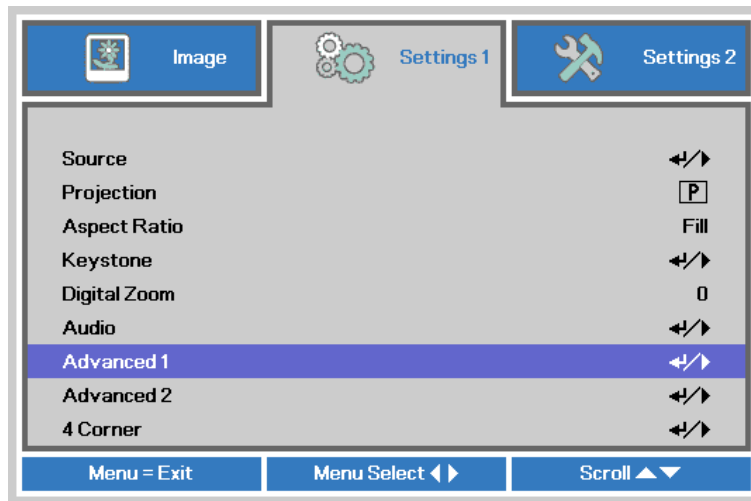 Image Settings 1 Settings 2
Source ↵/▶
Projection P
Aspect Ratio Fill
Keystone ↵/▶
Digital Zoom 0
Audio ↵/▶
Advanced 1 ↵/▶
Advanced 2 ↵/▶
4 Corner ↵/▶
Menu = Exit Menu Select ◀▶ Scroll ▲▼